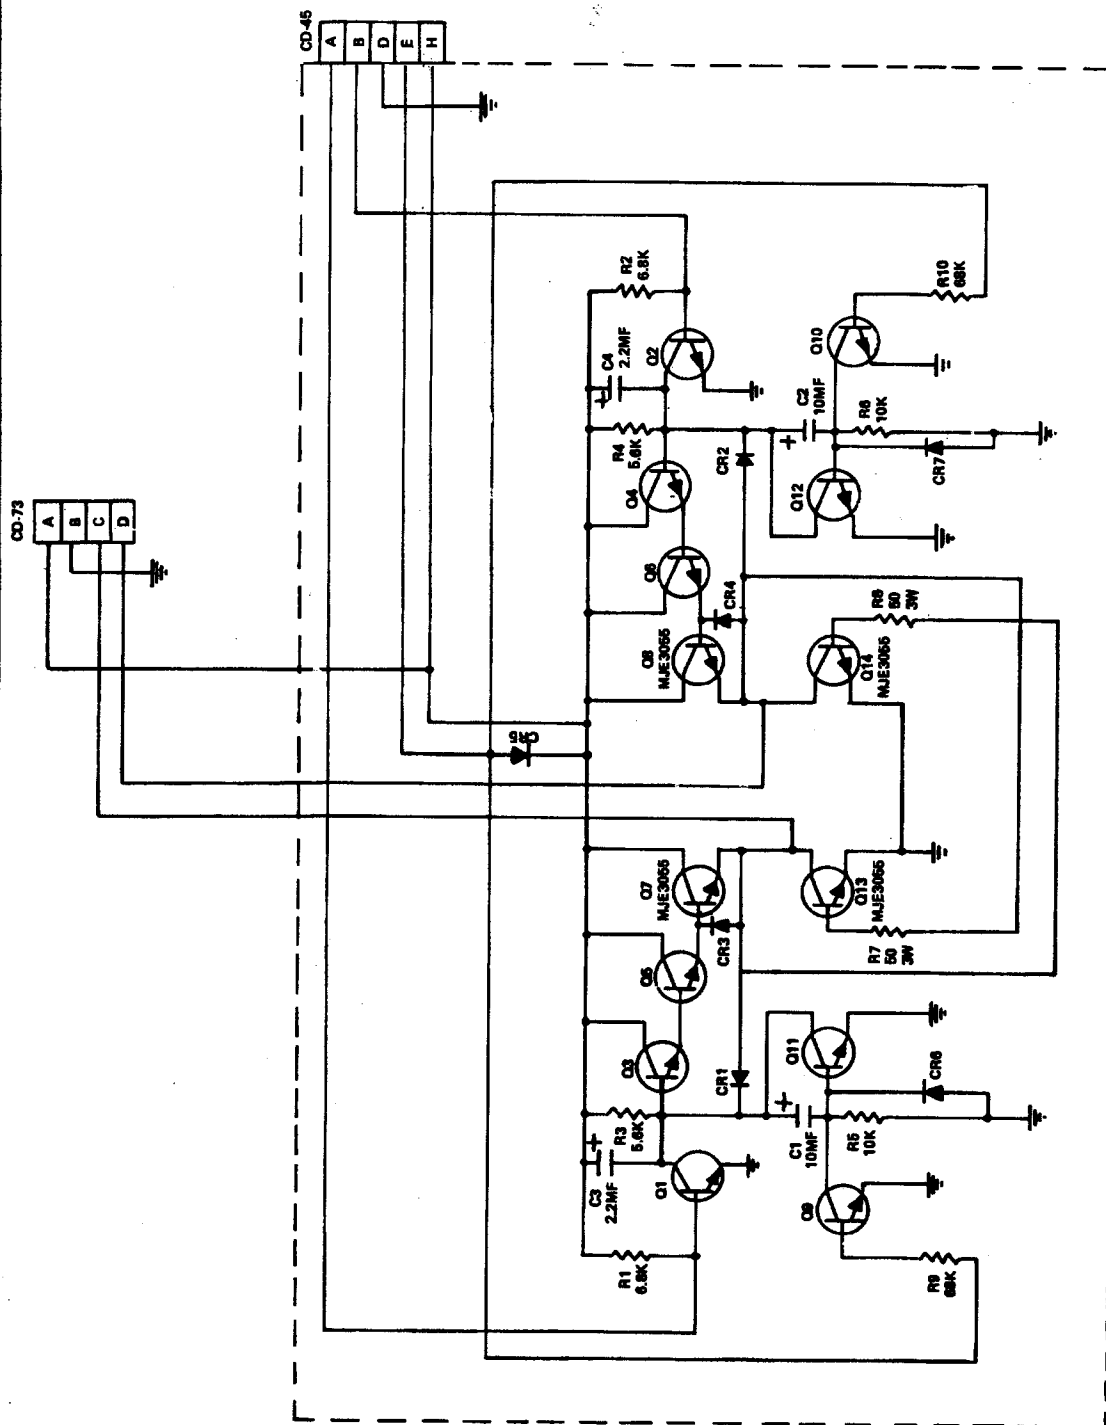 CD-45
A
B
D
E
H
CD-73
A
B
C
D
R2
6.8K
C4
2.2MF
+
Q2
R4
5.6K
Q4
Q6
Q8
MJE3055
CR4
CR2
R10
68K
Q10
C2
10MF
+
R6
10K
CR7
Q12
R8
50
3W
Q14
MJE3055
Q7
MJE3055
CR3
Q5
Q3
CR1
R3
5.6K
+
C3
2.2MF
Q1
R1
6.8K
Q13
MJE3055
R7
50
3W
Q11
CR6
+
C1
10MF
R5
10K
Q9
R9
68K